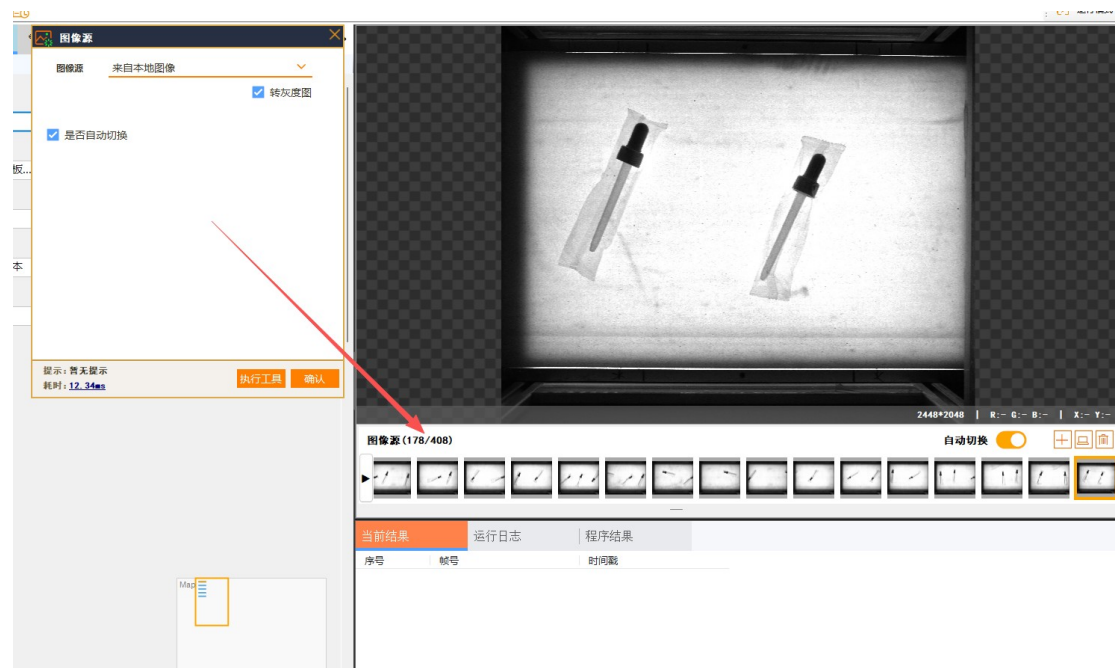 图像源
图像源 来自本地图像
转灰度图
是否自动切换
板...
本
提示:暂无提示
耗时:12.34ms
执行工具 确认
2448*2048 | R:- G:- B:- | X:- Y:-
图像源(178/408)
自动切换
当前结果 运行日志 程序结果
序号 帧号 时间戳
Map